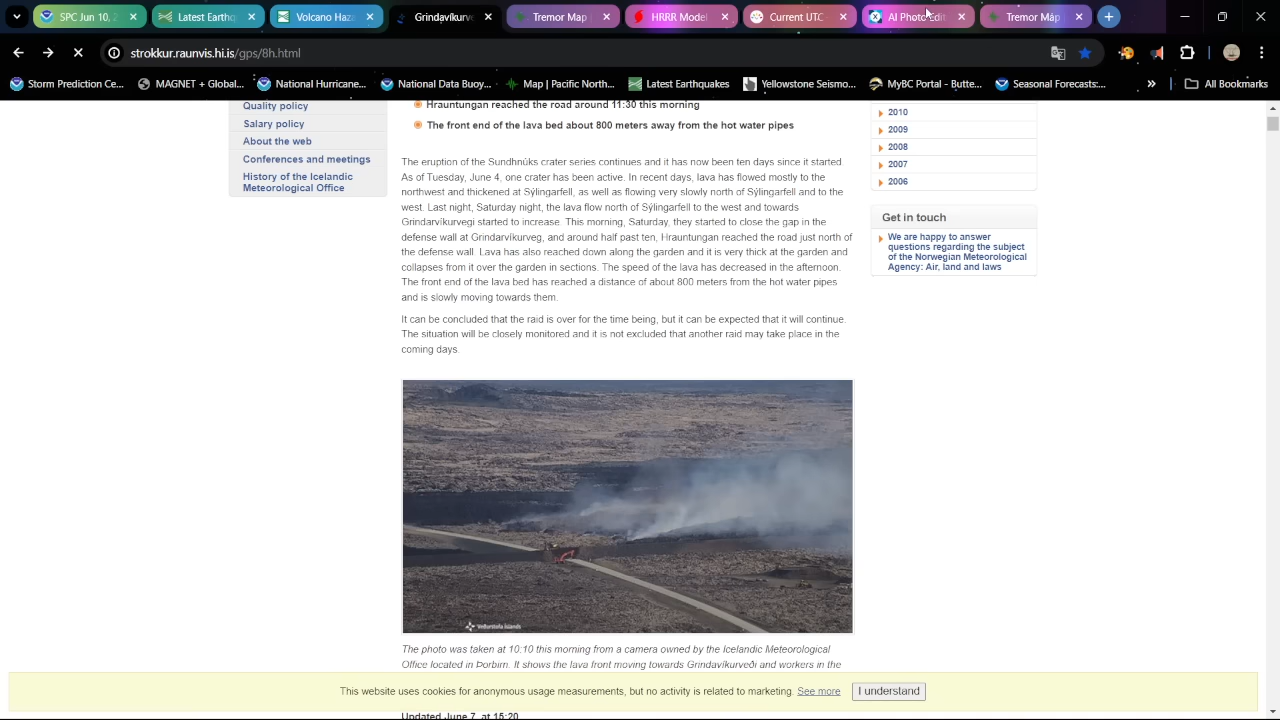 SPC Jun 10, 2
Latest Earthq
Volcano Haza
Grindavíkurve
Tremor Map |
HRRR Model
Current UTC -
AI Photo Edit
Tremor Map
strokkur.raunvis.hi.is/gps/8h.html
Storm Prediction Ce...
MAGNET + Global...
National Hurricane...
National Data Buoy...
Map | Pacific North...
Latest Earthquakes
Yellowstone Seismo...
MyBC Portal - Butte...
Seasonal Forecasts:...
All Bookmarks
Quality policy
Salary policy
About the web
Conferences and meetings
History of the Icelandic
Meteorological Office
Hrauntungan reached the road around 11:30 this morning
The front end of the lava bed about 800 meters away from the hot water pipes
The eruption of the Sundhnúks crater series continues and it has now been ten days since it started.
As of Tuesday, June 4, one crater has been active. In recent days, lava has flowed mostly to the
northwest and thickened at Sýlingarfell, as well as flowing very slowly north of Sýlingarfell and to the
west. Last night, Saturday night, the lava flow north of Sýlingarfell to the west and towards
Grindarvíkurvegi started to increase. This morning, Saturday, they started to close the gap in the
defense wall at Grindarvíkurveg, and around half past ten, Hrauntungan reached the road just north of
the defense wall. Lava has also reached down along the garden and it is very thick at the garden and
collapses from it over the garden in sections. The speed of the lava has decreased in the afternoon.
The front end of the lava bed has reached a distance of about 800 meters from the hot water pipes
and is slowly moving towards them.
It can be concluded that the raid is over for the time being, but it can be expected that it will continue.
The situation will be closely monitored and it is not excluded that another raid may take place in the
coming days.
Veðurstofa Íslands
The photo was taken at 10:10 this morning from a camera owned by the Icelandic Meteorological
Office located in Þorbirn. It shows the lava front moving towards Grindavíkurveði and workers in the
2010
2009
2008
2007
2006
Get in touch
We are happy to answer
questions regarding the subject
of the Norwegian Meteorological
Agency: Air, land and laws
This website uses cookies for anonymous usage measurements, but no activity is related to marketing. See more
I understand
Updated June 7. at 15:20